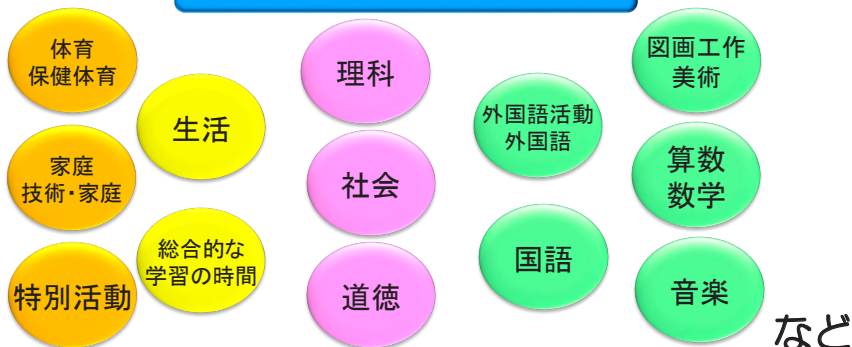 体育
保健体育
家庭
技術・家庭
特別活動
生活
総合的な
学習の時間
理科
社会
道徳
外国語活動
外国語
国語
図画工作
美術
算数
数学
音楽
など